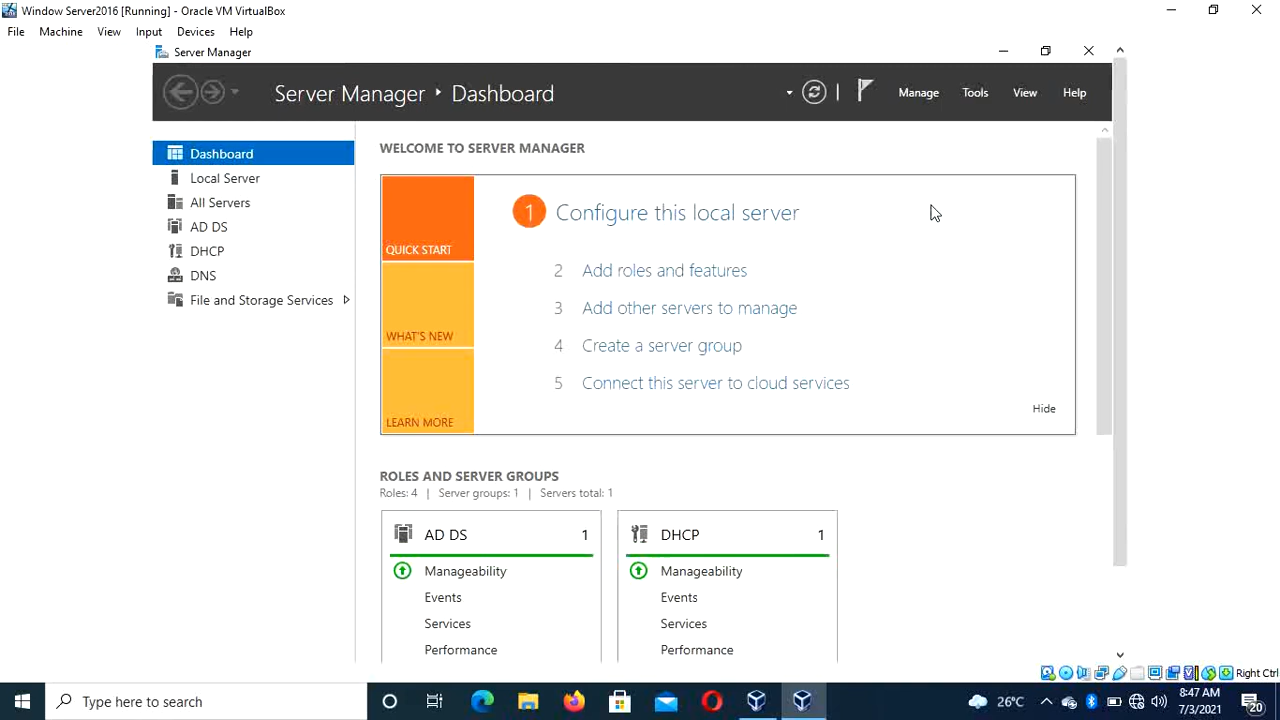 Window Server2016 [Running] - Oracle VM VirtualBox
File Machine View Input Devices Help
Server Manager
Server Manager ‣ Dashboard
Manage Tools View Help
Dashboard
Local Server
All Servers
AD DS
DHCP
DNS
File and Storage Services
WELCOME TO SERVER MANAGER
QUICK START
WHAT'S NEW
LEARN MORE
1 Configure this local server
2 Add roles and features
3 Add other servers to manage
4 Create a server group
5 Connect this server to cloud services
Hide
ROLES AND SERVER GROUPS
Roles: 4 | Server groups: 1 | Servers total: 1
AD DS 1
Manageability
Events
Services
Performance
DHCP 1
Manageability
Events
Services
Performance
Right Ctrl
Type here to search
26°C
8:47 AM
7/3/2021
20